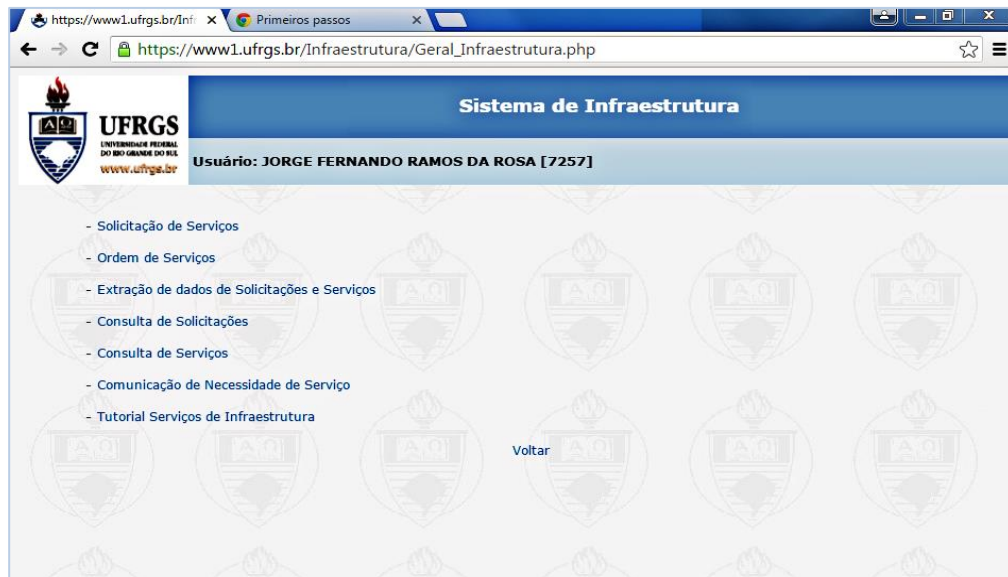 https://www1.ufrgs.br/Inf
Primeiros passos
https://www1.ufrgs.br/Infraestrutura/Geral_Infraestrutura.php
UFRGS
UNIVERSIDADE FEDERAL
DO RIO GRANDE DO SUL
www.ufrgs.br
Sistema de Infraestrutura
Usuário: JORGE FERNANDO RAMOS DA ROSA [7257]
- Solicitação de Serviços
- Ordem de Serviços
- Extração de dados de Solicitações e Serviços
- Consulta de Solicitações
- Consulta de Serviços
- Comunicação de Necessidade de Serviço
- Tutorial Serviços de Infraestrutura
Voltar